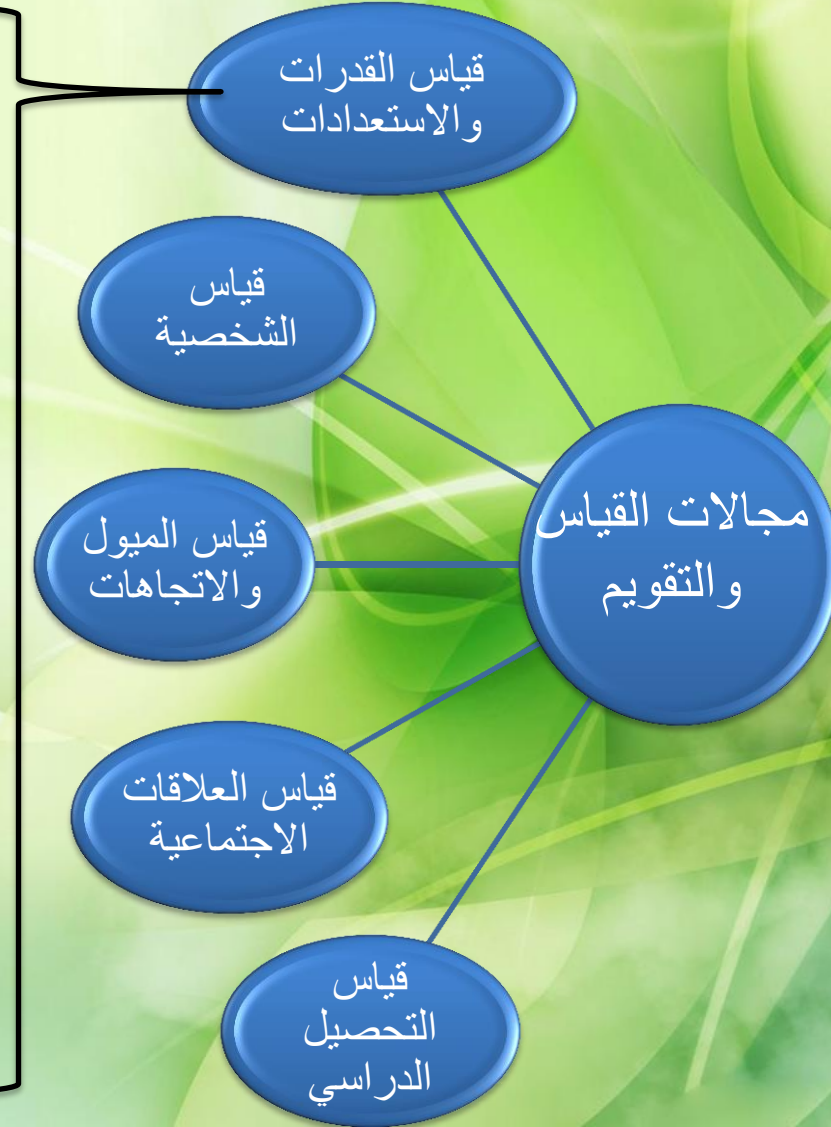 مجالات القياس
والتقويم
قياس القدرات
والاستعدادات
قياس
الشخصية
قياس الميول
والاتجاهات
قياس العلاقات
الاجتماعية
قياس
التحصيل
الدراسي